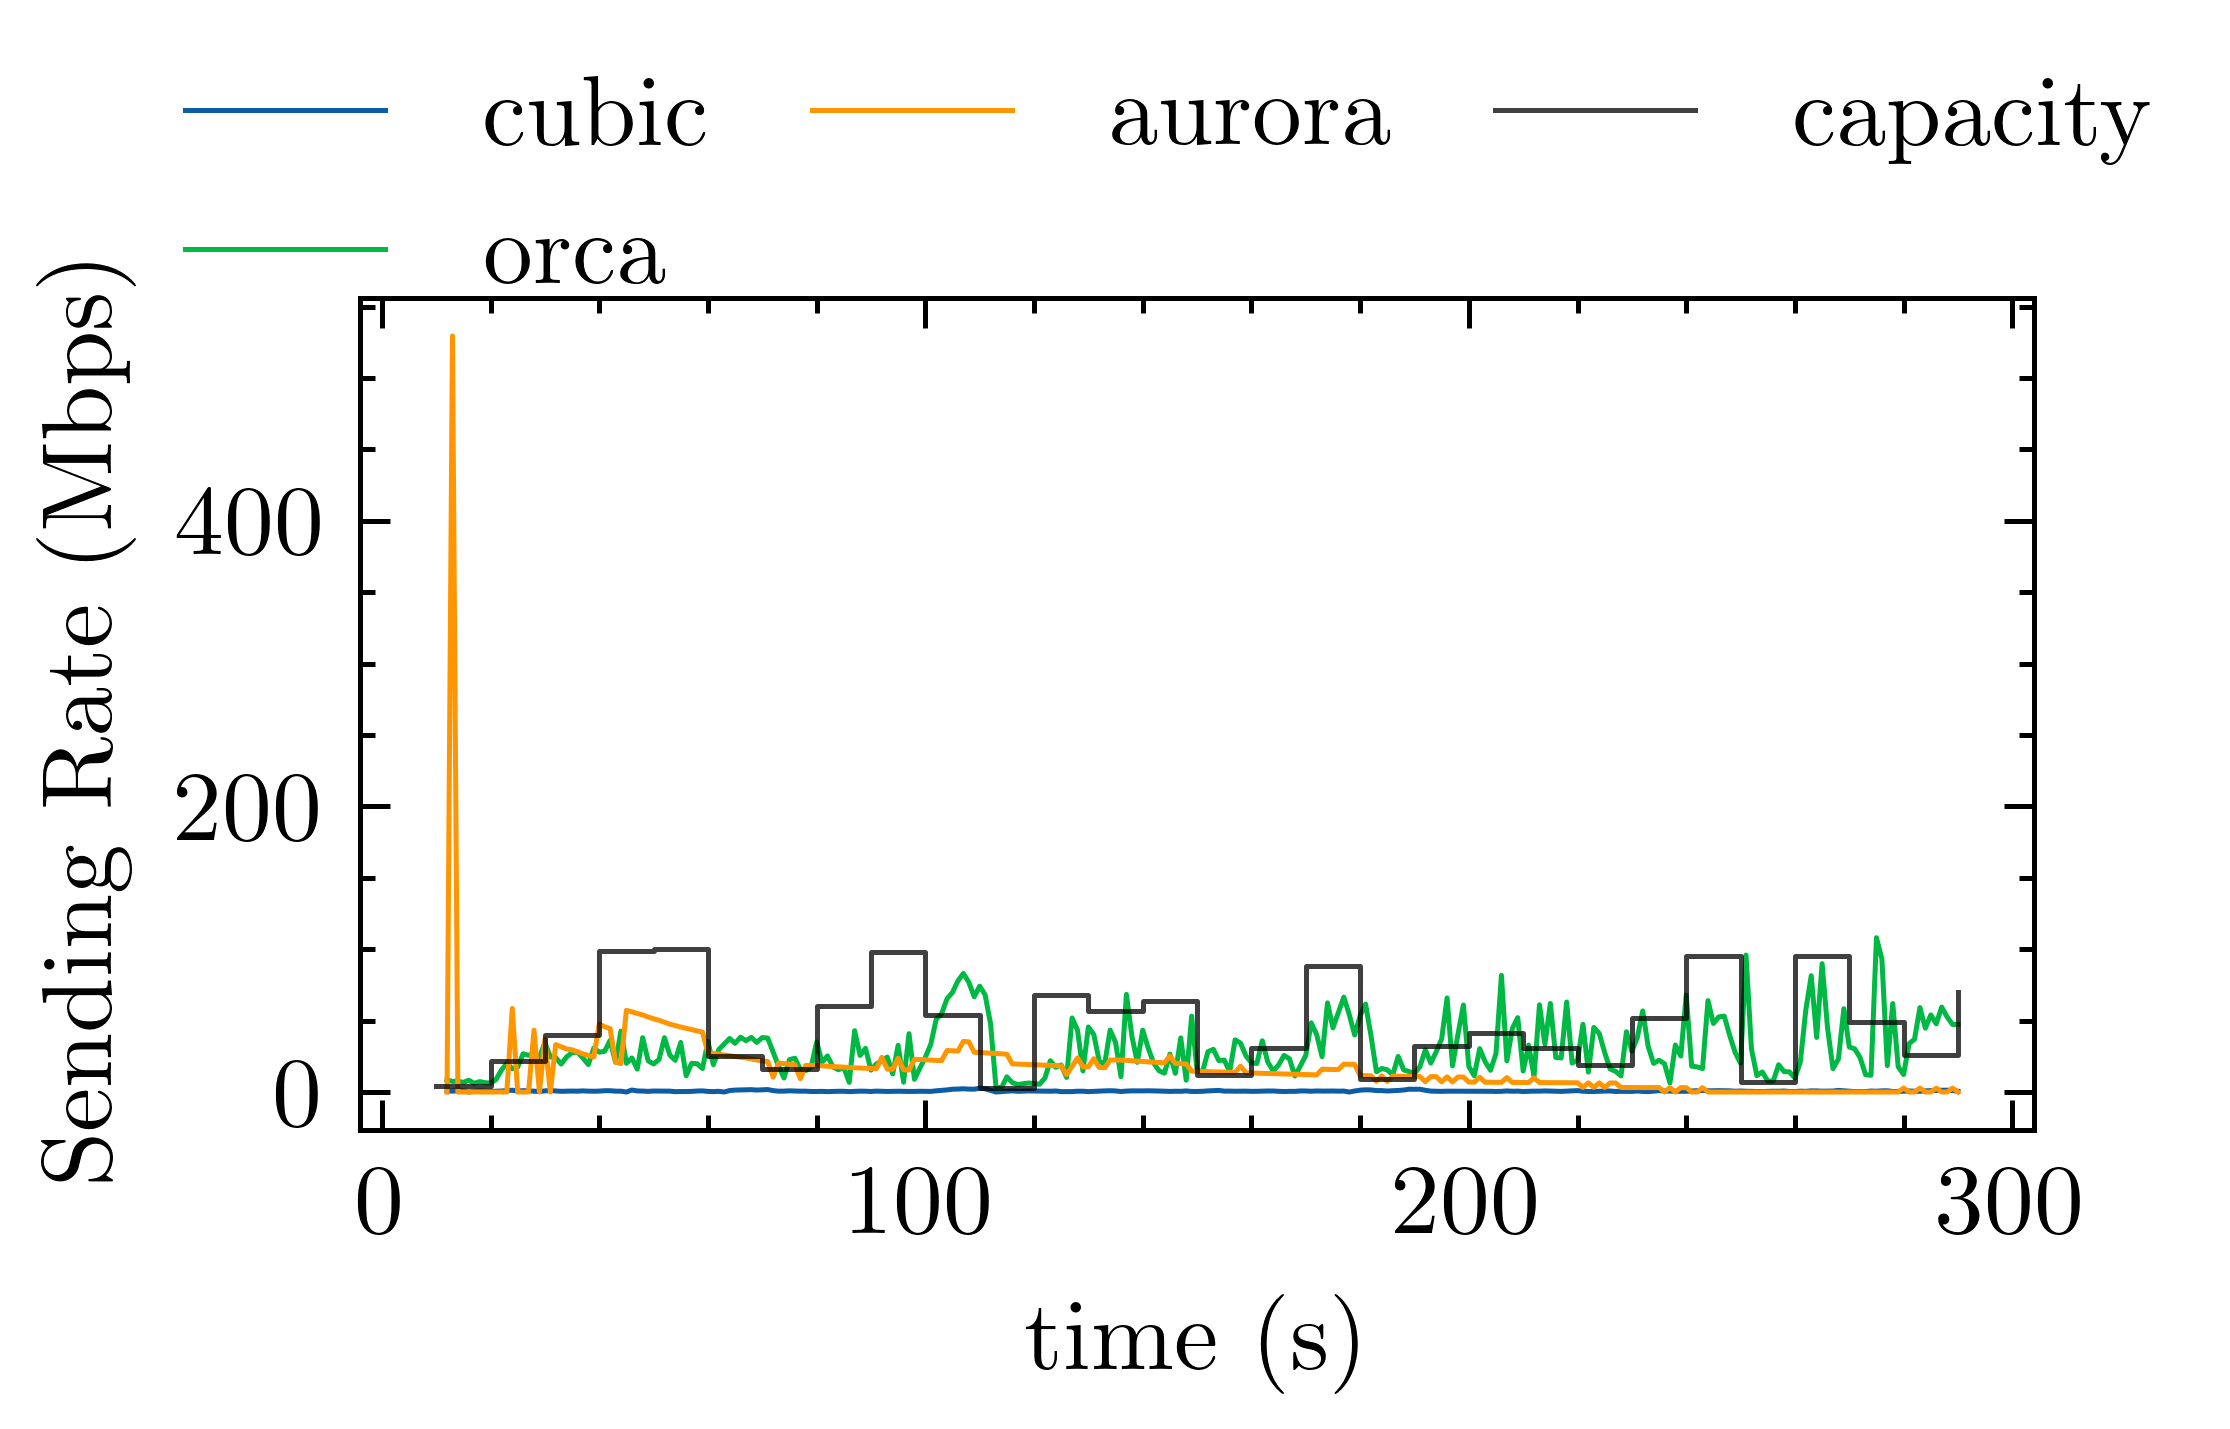 cubic aurora capacity
orca
Sending Rate (Mbps)
400
200
0
0 100 200 300
time (s)